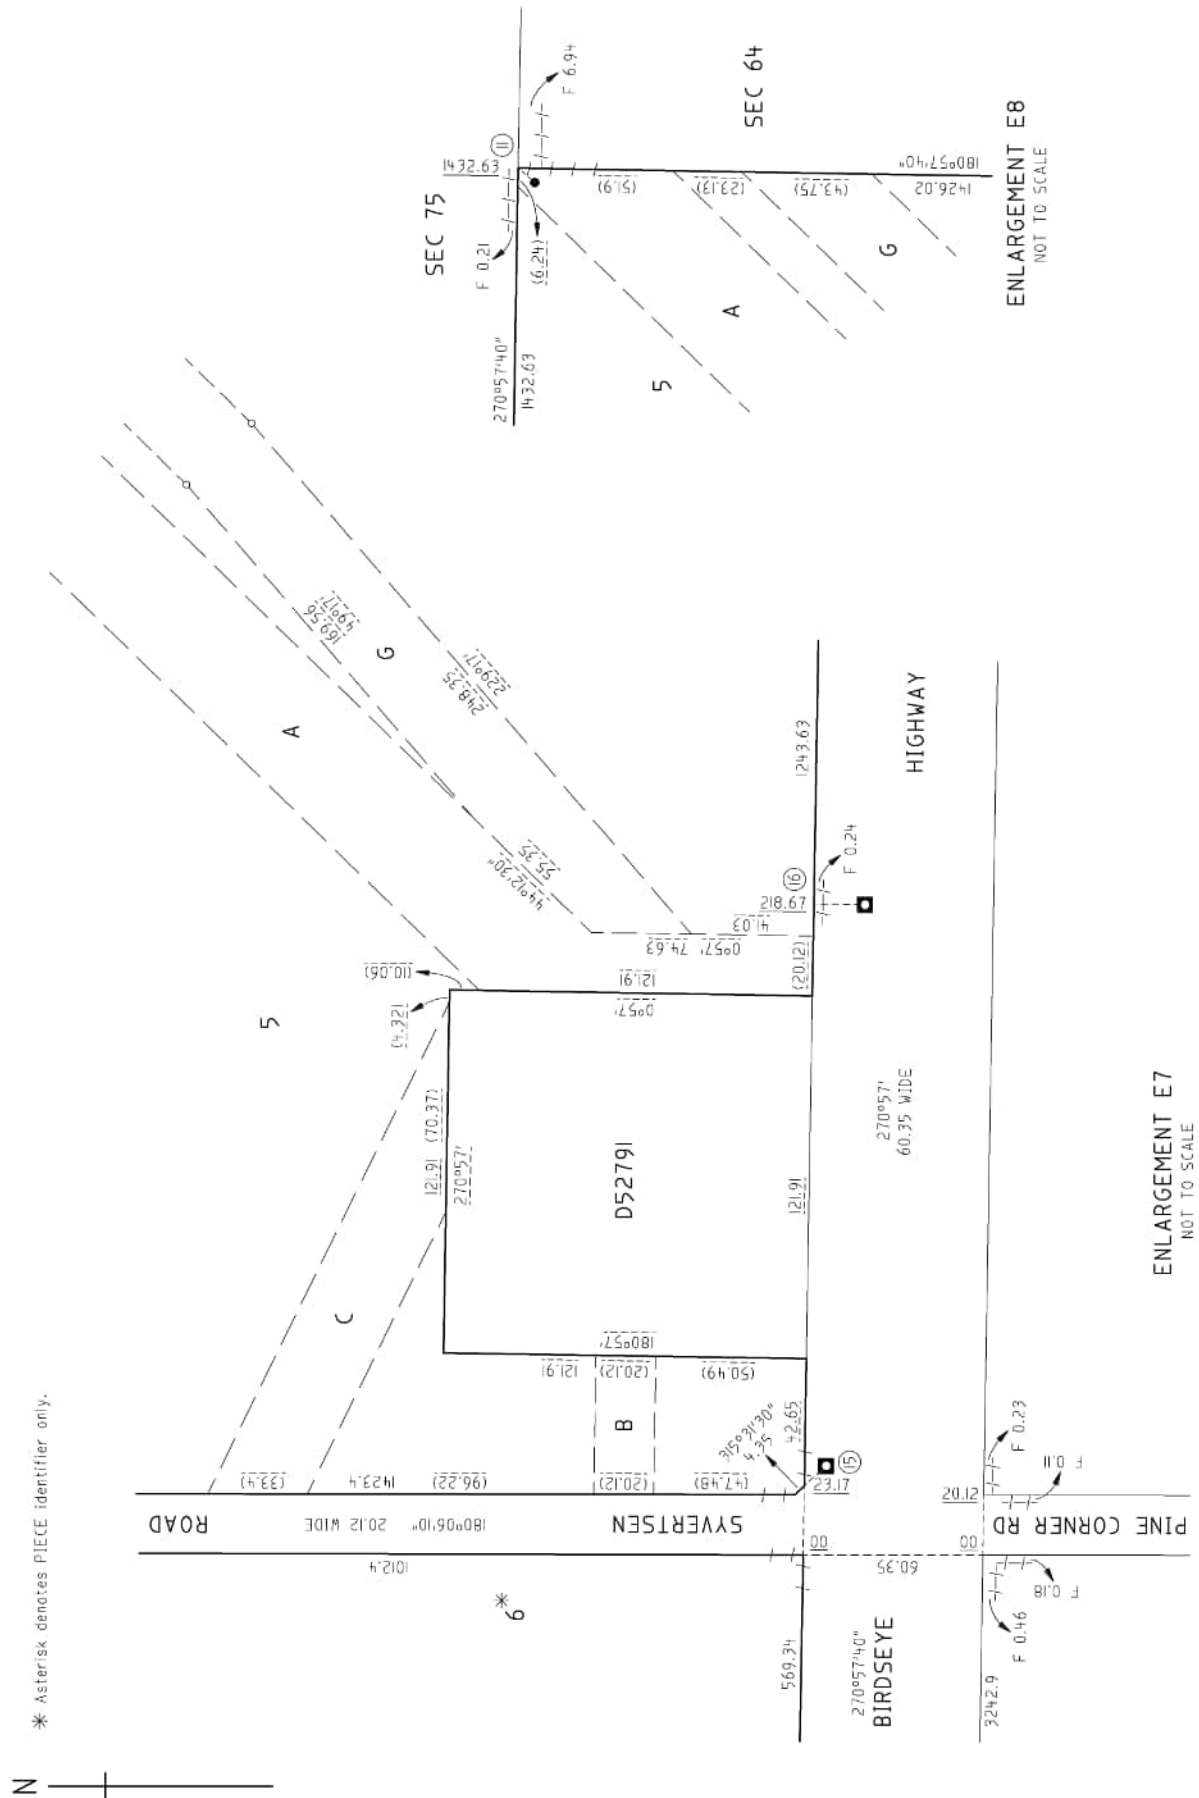 N
* Asterisk denotes PIECE identifier only.
SEC 75
SEC 64
1432.63
11
F 6.94
F 0.21
(6.24)
270°57'40"
1432.63
(51.9)
(23.13)
(43.75)
1426.02
180°57'40"
5
A
G
ENLARGEMENT E8
NOT TO SCALE
5
A
G
169.56
49°17'
248.35
229°17'
44°12'30"
55.35
(10.06)
(4.32)
C
121.91 (70.37)
270°57'
D52791
121.91
0°57'
0°57' 74.63
41.03
(20.12)
218.67
16
1243.63
F 0.24
180°57'
121.91
(20.12)
(50.49)
B
(33.4)
1423.4
(96.22)
(20.12)
(47.48)
315°31'30"
4.35
42.65
121.91
23.17
15
ROAD
180°06'10" 20.12 WIDE
SYVERTSEN
1012.4
*
6
569.34
00
60.35
00
20.12
270°57'40"
BIRDSEYE
270°57'
60.35 WIDE
HIGHWAY
3242.9
F 0.46
F 0.18
F 0.23
F 0.11
PINE CORNER RD
ENLARGEMENT E7
NOT TO SCALE